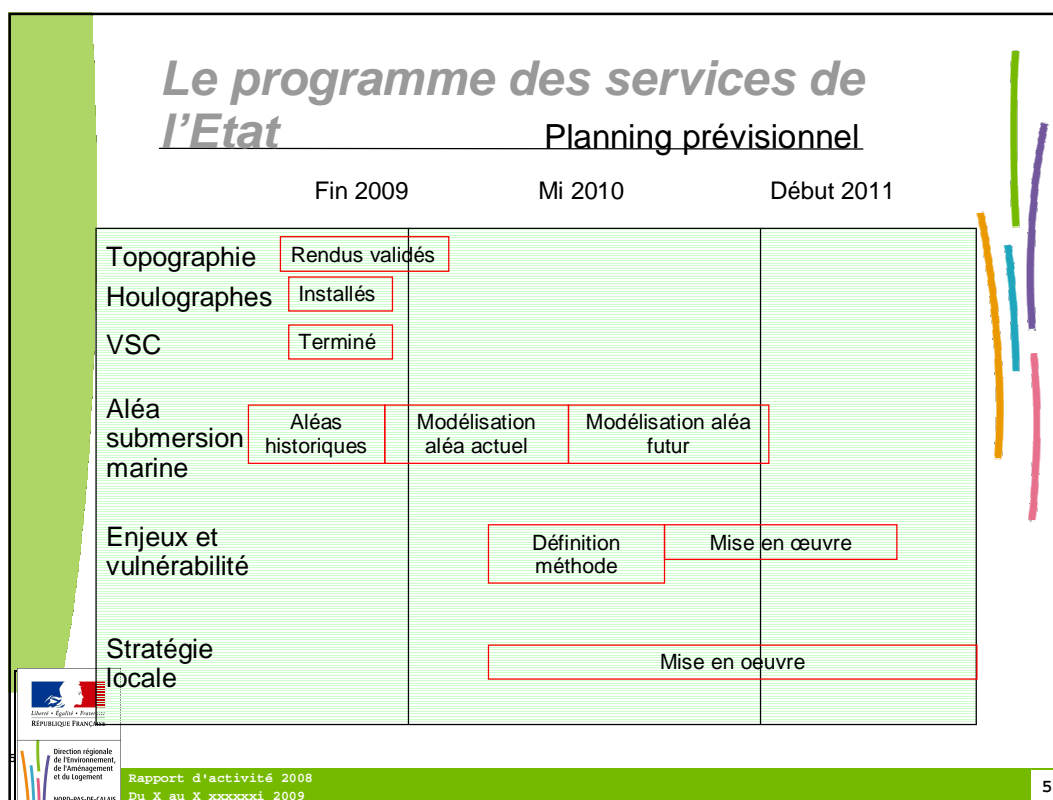 Le programme des services de
l’Etat
Planning prévisionnel
Fin 2009
Mi 2010
Début 2011
Topographie
Rendus validés
Houlographes
Installés
VSC
Terminé
Aléa
submersion
marine
Aléas
historiques
Modélisation
aléa actuel
Modélisation aléa
futur
Enjeux et
vulnérabilité
Définition
méthode
Mise en œuvre
Stratégie
locale
Mise en oeuvre
Liberté • Égalité • Fraternité
RÉPUBLIQUE FRANÇAISE
Direction régionale
de l'Environnement,
de l'Aménagement
et du Logement
NORD-PAS-DE-CALAIS
Rapport d'activité 2008
Du X au X xxxxxxi 2009
5